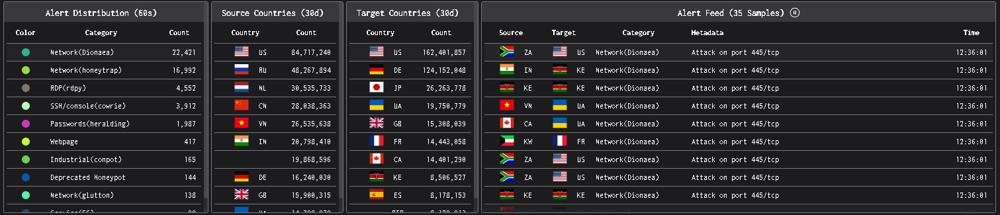 Alert Distribution (60s)
Color Category Count
Network(Dionaea) 22,421
Network(honeytrap) 16,992
RDP(rdpy) 4,552
SSH/console(cowrie) 3,912
Passwords(heralding) 1,987
Webpage 417
Industrial(conpot) 165
Deprecated Honeypot 144
Network(glutton) 138
Source Countries (30d)
Country Count
US 84,717,240
RU 48,267,894
NL 30,535,733
CN 28,038,363
VN 26,535,638
IN 20,798,410
19,868,596
DE 16,240,030
GB 15,900,315
Target Countries (30d)
Country Count
US 162,401,857
DE 124,152,048
JP 26,263,778
UA 19,750,779
GB 15,308,039
FR 14,443,058
CA 14,401,290
KE 8,506,527
ES 8,178,153
Alert Feed (35 Samples)
Source Target Category Metadata Time
ZA US Network(Dionaea) Attack on port 445/tcp 12:36:01
IN KE Network(Dionaea) Attack on port 445/tcp 12:36:01
KE KE Network(Dionaea) Attack on port 445/tcp 12:36:01
VN UA Network(Dionaea) Attack on port 445/tcp 12:36:01
CA UA Network(Dionaea) Attack on port 445/tcp 12:36:01
KW FR Network(Dionaea) Attack on port 445/tcp 12:36:01
ZA US Network(Dionaea) Attack on port 445/tcp 12:36:01
ZA US Network(Dionaea) Attack on port 445/tcp 12:36:01
KE KE Network(Dionaea) Attack on port 445/tcp 12:36:01